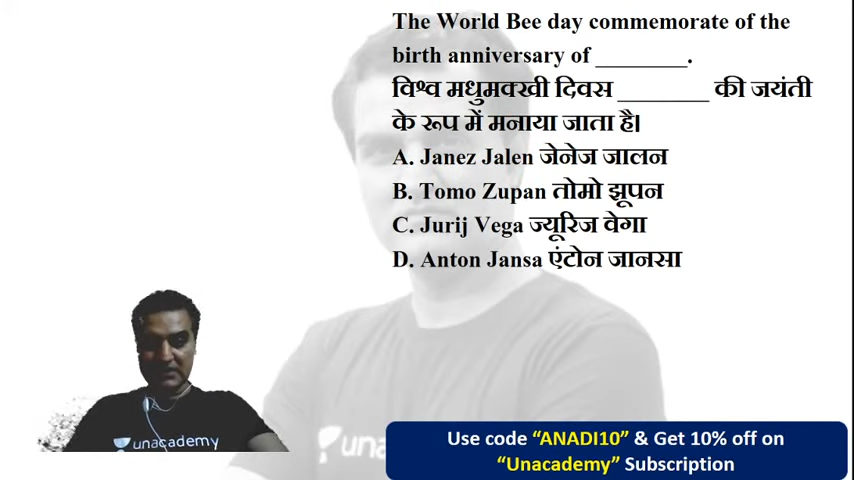 The World Bee day commemorate of the
birth anniversary of ________.
विश्व मधुमक्खी दिवस ________ की जयंती
के रूप में मनाया जाता है।
A. Janez Jalen जेनेज जालन
B. Tomo Zupan तोमो झूपन
C. Jurij Vega ज्यूरिज वेगा
D. Anton Jansa एंटोन जानसा
unacademy
una
Use code “ANADI10” & Get 10% off on
“Unacademy” Subscription